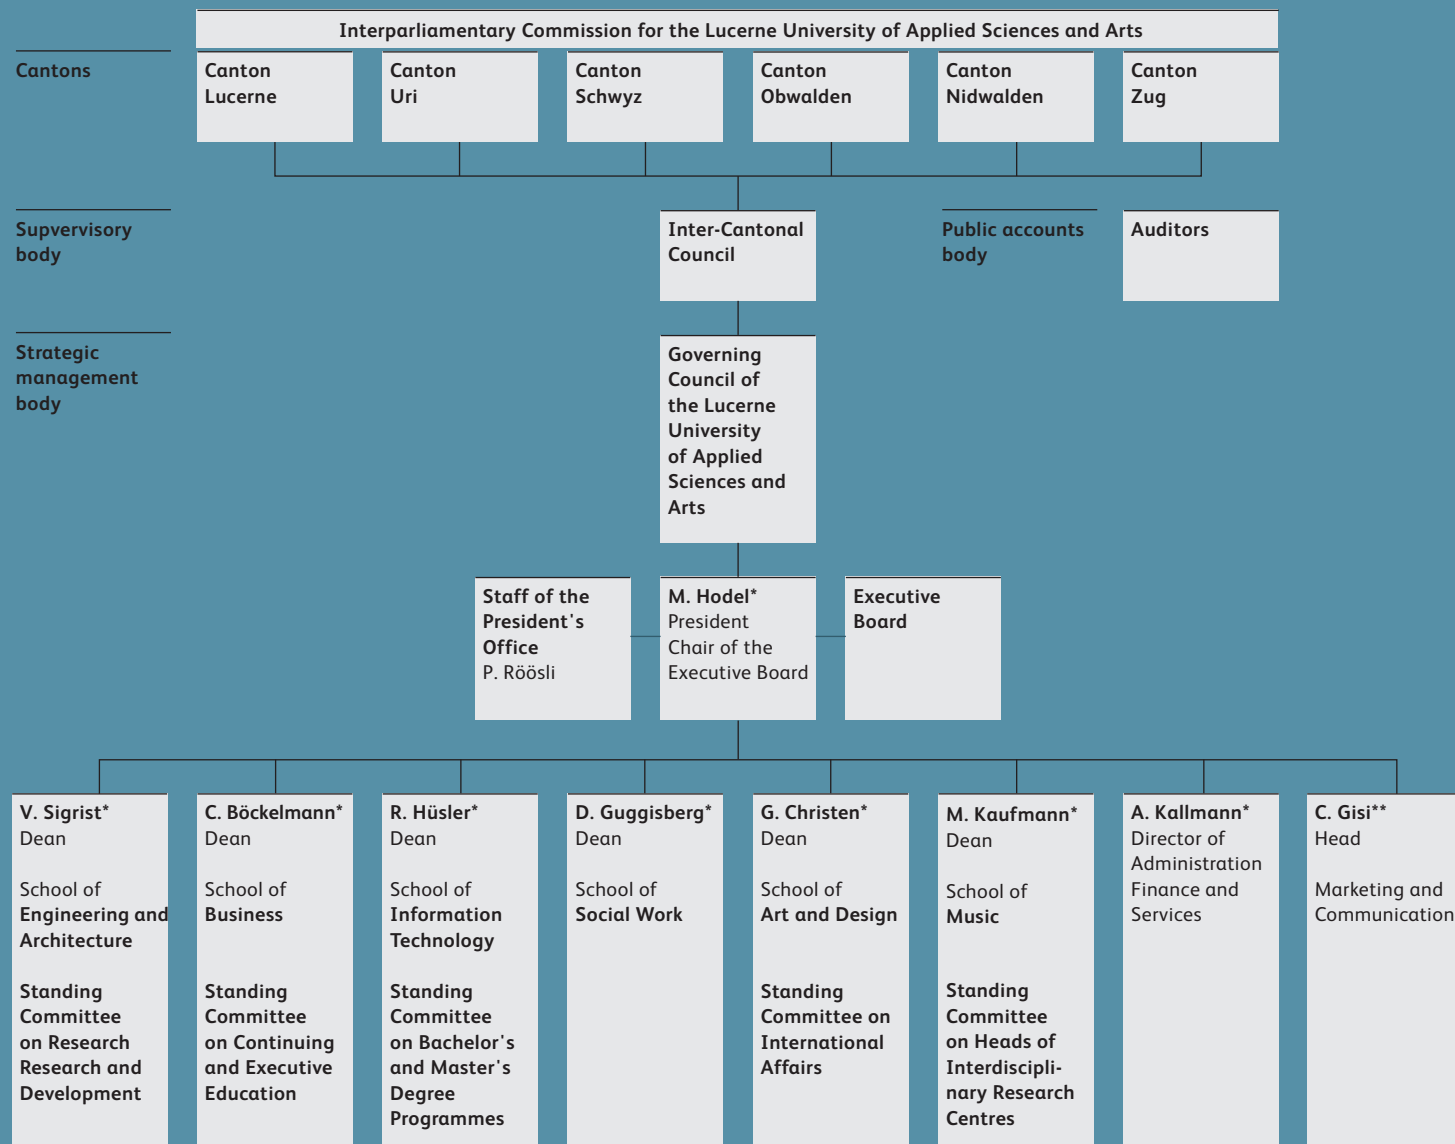 Interparliamentary Commission for the Lucerne University of Applied Sciences and Arts
Cantons
Canton
Lucerne
Canton
Uri
Canton
Schwyz
Canton
Obwalden
Canton
Nidwalden
Canton
Zug
Supvervisory
body
Inter-Cantonal
Council
Public accounts
body
Auditors
Strategic
management
body
Governing
Council of
the Lucerne
University
of Applied
Sciences and
Arts
Staff of the
President's
Office
P. Röösli
M. Hodel*
President
Chair of the
Executive Board
Executive
Board
V. Sigrist*
Dean
School of
Engineering and
Architecture
Standing
Committee
on Research
Research and
Development
C. Böckelmann*
Dean
School of
Business
Standing
Committee
on Continuing
and Executive
Education
R. Hüsler*
Dean
School of
Information
Technology
Standing
Committee
on Bachelor's
and Master's
Degree
Programmes
D. Guggisberg*
Dean
School of
Social Work
G. Christen*
Dean
School of
Art and Design
Standing
Committee on
International
Affairs
M. Kaufmann*
Dean
School of
Music
Standing
Committee
on Heads of
Interdiscipli-
nary Research
Centres
A. Kallmann*
Director of
Administration
Finance and
Services
C. Gisi**
Head
Marketing and
Communication